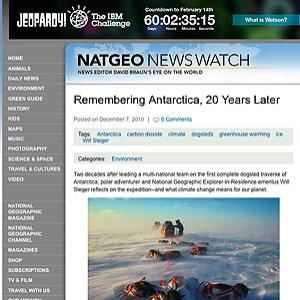 JEOPARDY! The IBM Challenge Countdown to February 14th
60:02:35:15
Days Hours Minutes Seconds What is Watson?
NATGEO NEWS WATCH
NEWS EDITOR DAVID BRAUN'S EYE ON THE WORLD
HOME
ANIMALS
DAILY NEWS
ENVIRONMENT
GREEN GUIDE
HISTORY
KIDS
MAPS
MUSIC
PHOTOGRAPHY
SCIENCE & SPACE
TRAVEL & CULTURES
VIDEO
NATIONAL
GEOGRAPHIC
MAGAZINE
NATIONAL
GEOGRAPHIC
CHANNEL
MAGAZINES
SHOP
SUBSCRIPTIONS
TV & FILM
TRAVEL WITH US
OUR MISSION
Remembering Antarctica, 20 Years Later
Posted on December 7, 2010 | 0 Comments
Tags: Antarctica carbon dioxide climate dogsleds greenhouse warming ice
Will Steger
Categories: Environment
Two decades after leading a multi-national team on the first complete dogsled traverse of
Antarctica, polar adventurer and National Geographic Explorer-in-Residence emeritus Will
Steger reflects on the expedition—and what climate change means for our planet.